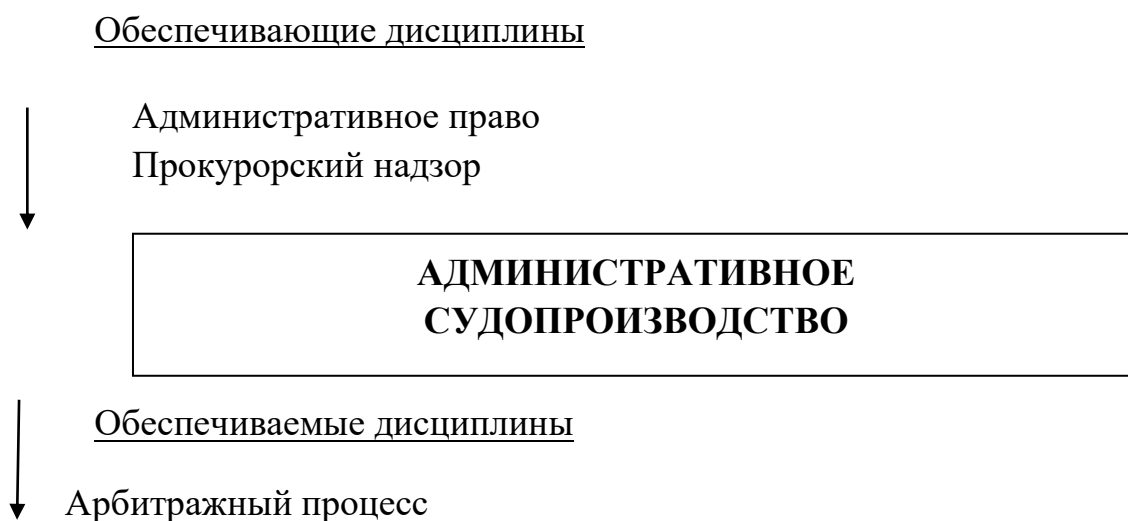 Обеспечивающие дисциплины
Административное право
Прокурорский надзор
АДМИНИСТРАТИВНОЕ
СУДОПРОИЗВОДСТВО
Обеспечиваемые дисциплины
Арбитражный процесс